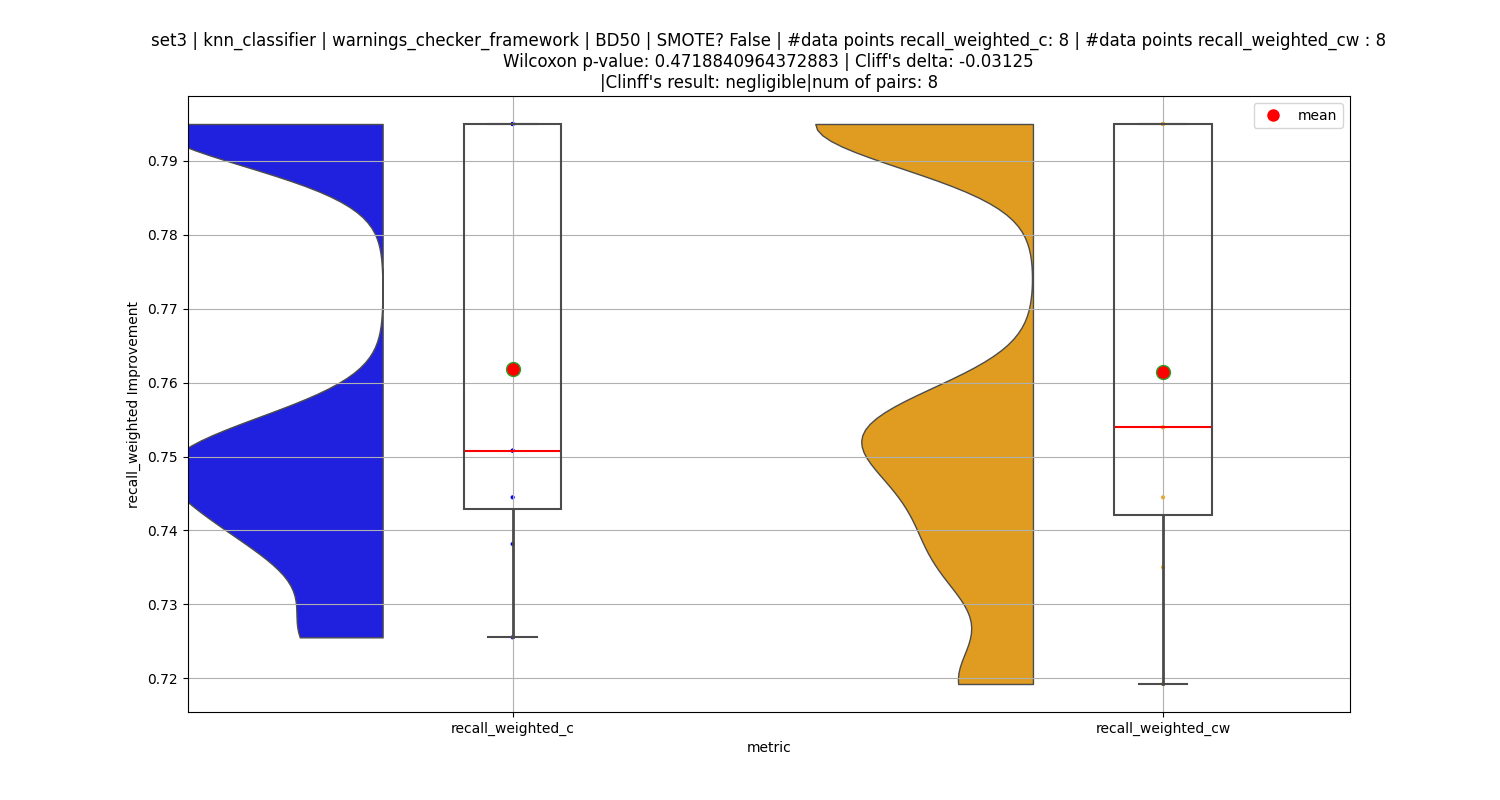 set3 | knn_classifier | warnings_checker_framework | BD50 | SMOTE? False | #data points recall_weighted_c: 8 | #data points recall_weighted_cw : 8
Wilcoxon p-value: 0.4718840964372883 | Cliff's delta: -0.03125
|Clinff's result: negligible|num of pairs: 8
mean
0.79
0.78
0.77
0.76
0.75
0.74
0.73
0.72
recall_weighted Improvement
recall_weighted_c
recall_weighted_cw
metric